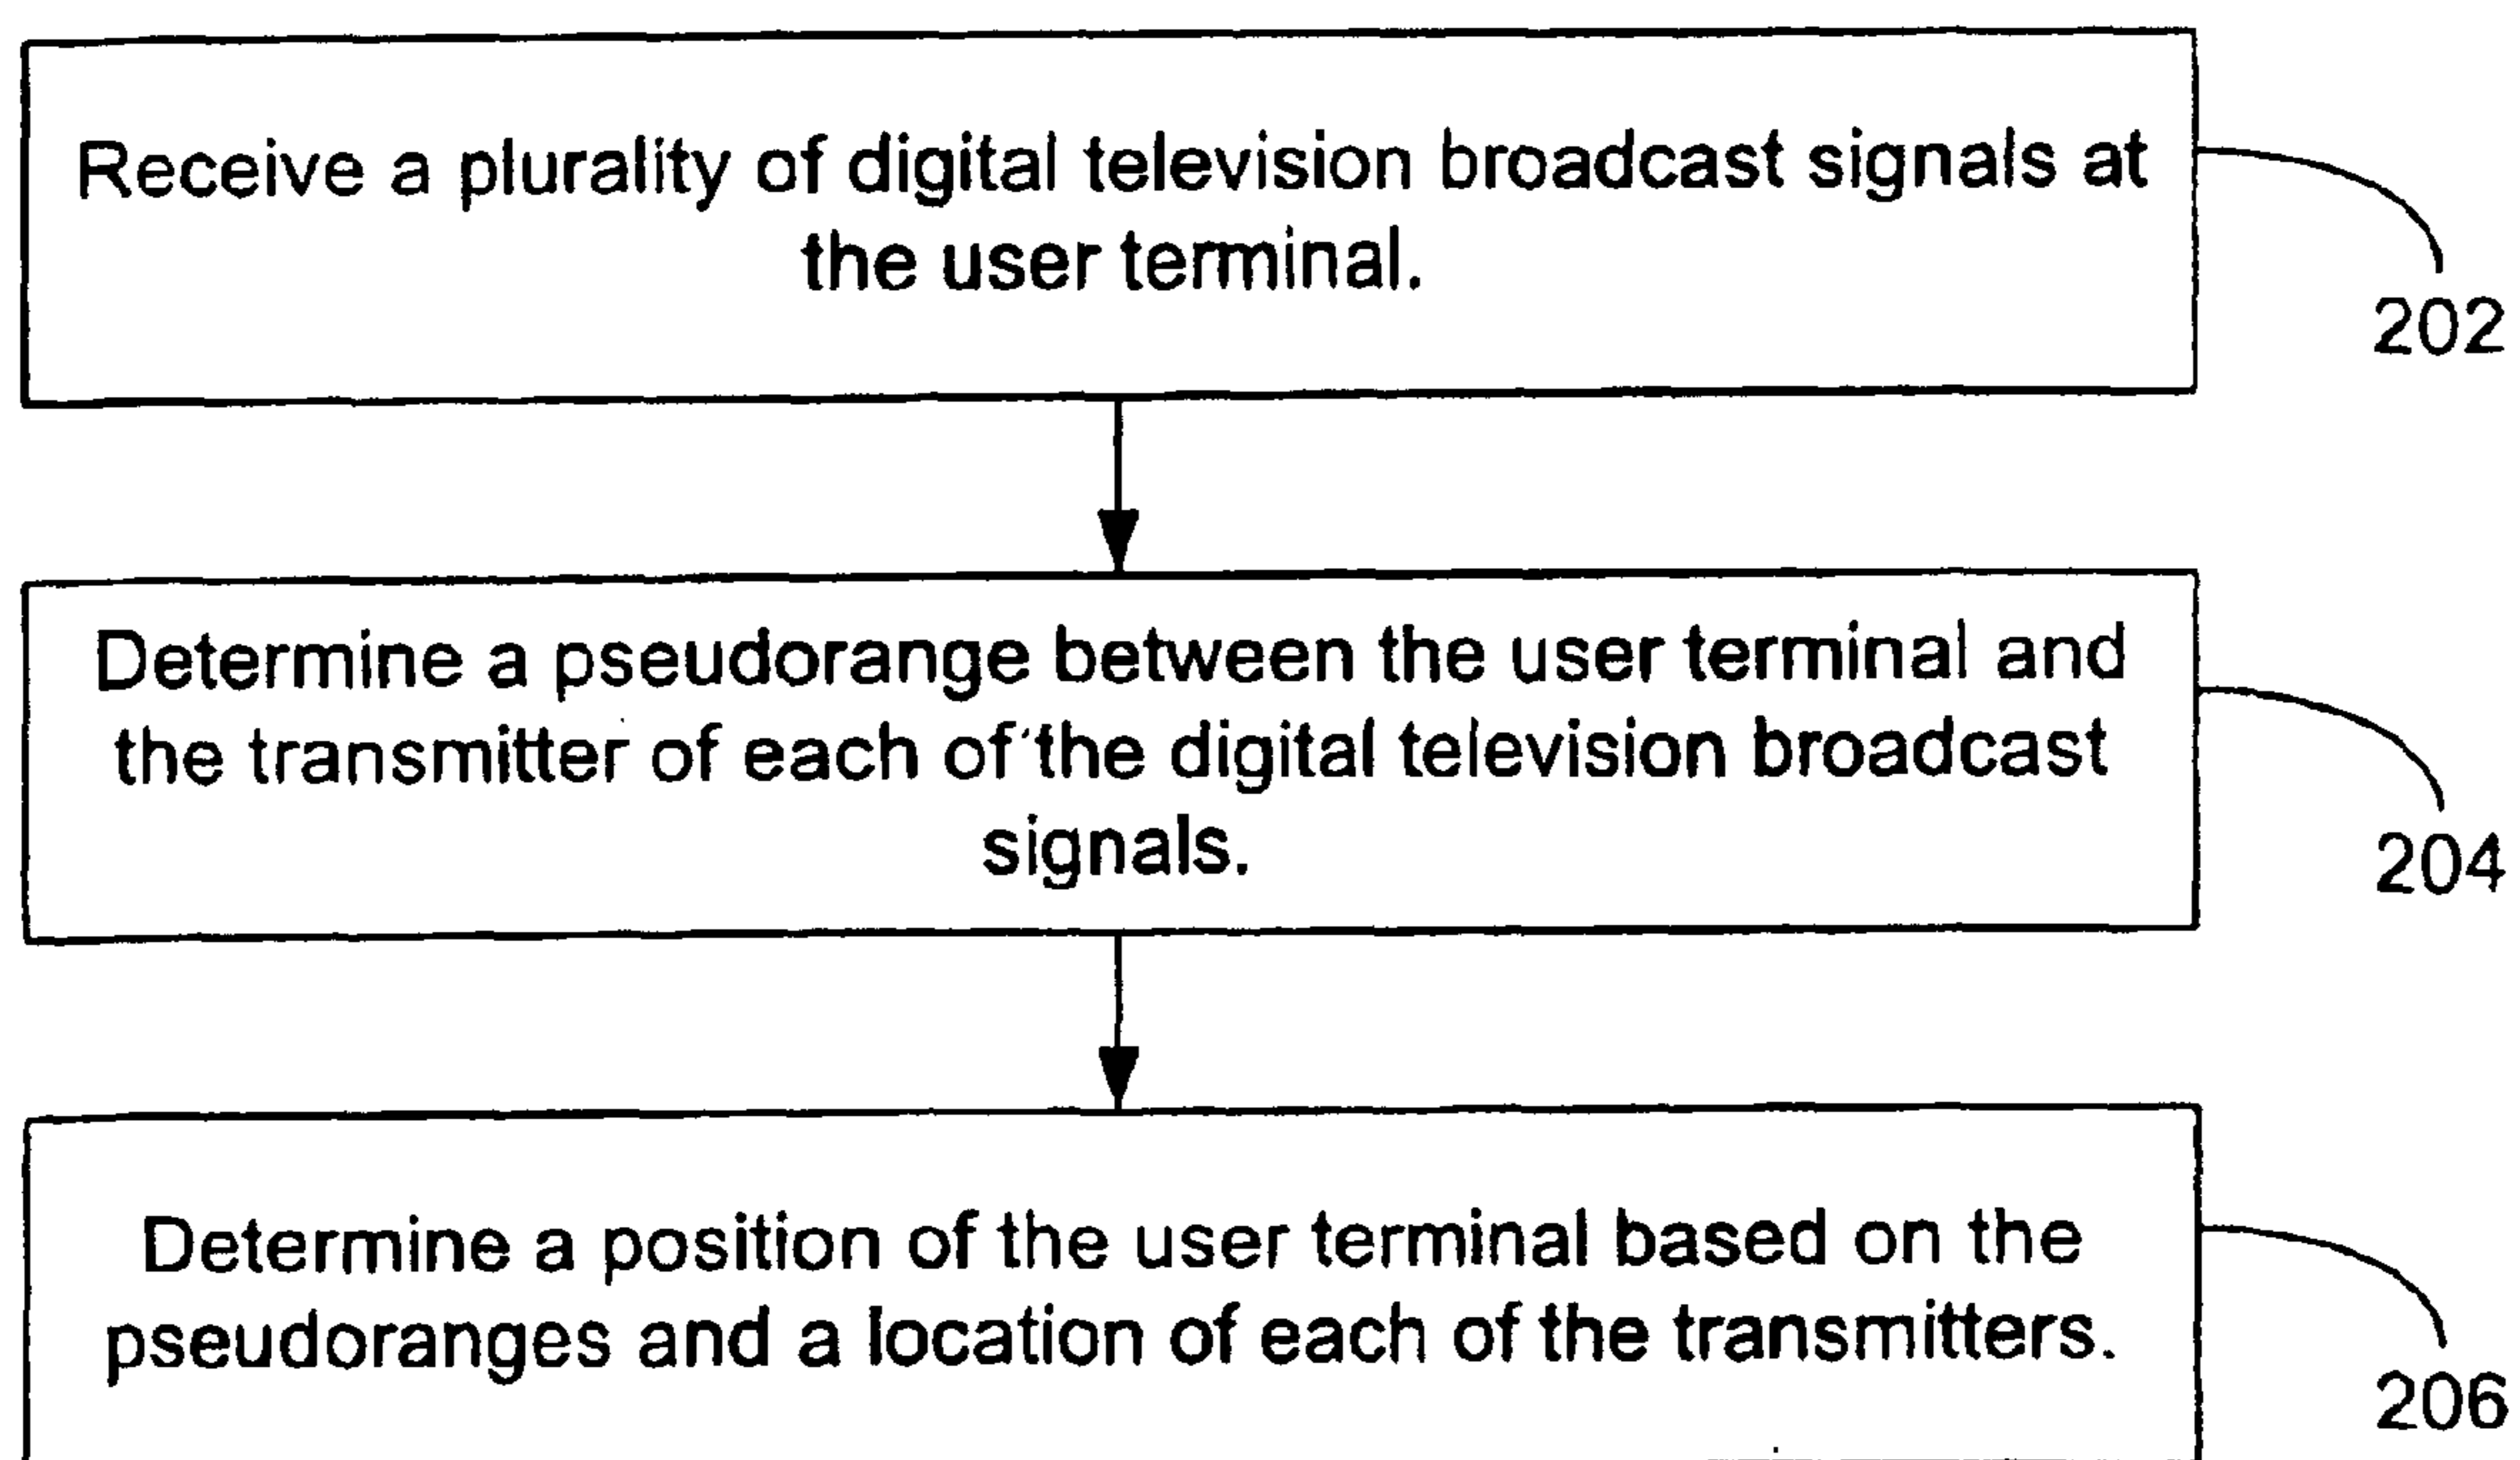 Receive a plurality of digital television broadcast signals at
the user terminal.
202
Determine a pseudorange between the user terminal and
the transmitter of each of the digital television broadcast
signals.
204
Determine a position of the user terminal based on the
pseudoranges and a location of each of the transmitters.
206